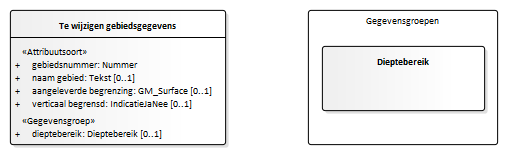 Te wijzigen gebiedsgegevens
«Attribuutsoort»
+ gebiedsnummer: Nummer
+ naam gebied: Tekst [0..1]
+ aangeleverde begrenzing: GM_Surface [0..1]
+ verticaal begrensd: IndicatieJaNee [0..1]
«Gegevensgroep»
+ dieptebereik: Dieptebereik [0..1]
Gegevensgroepen
Dieptebereik